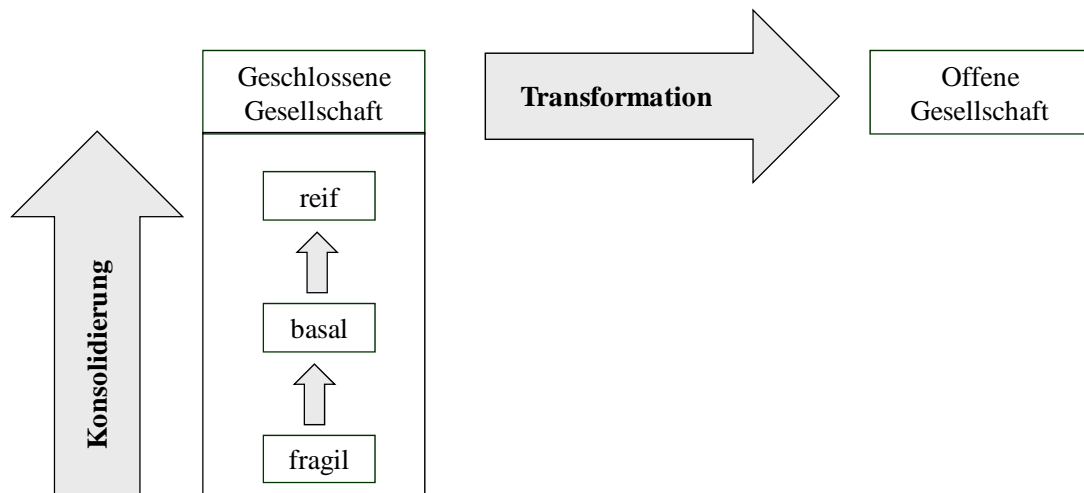 Geschlossene
Gesellschaft
Transformation
Offene
Gesellschaft
reif
Konsolidierung
basal
fragil